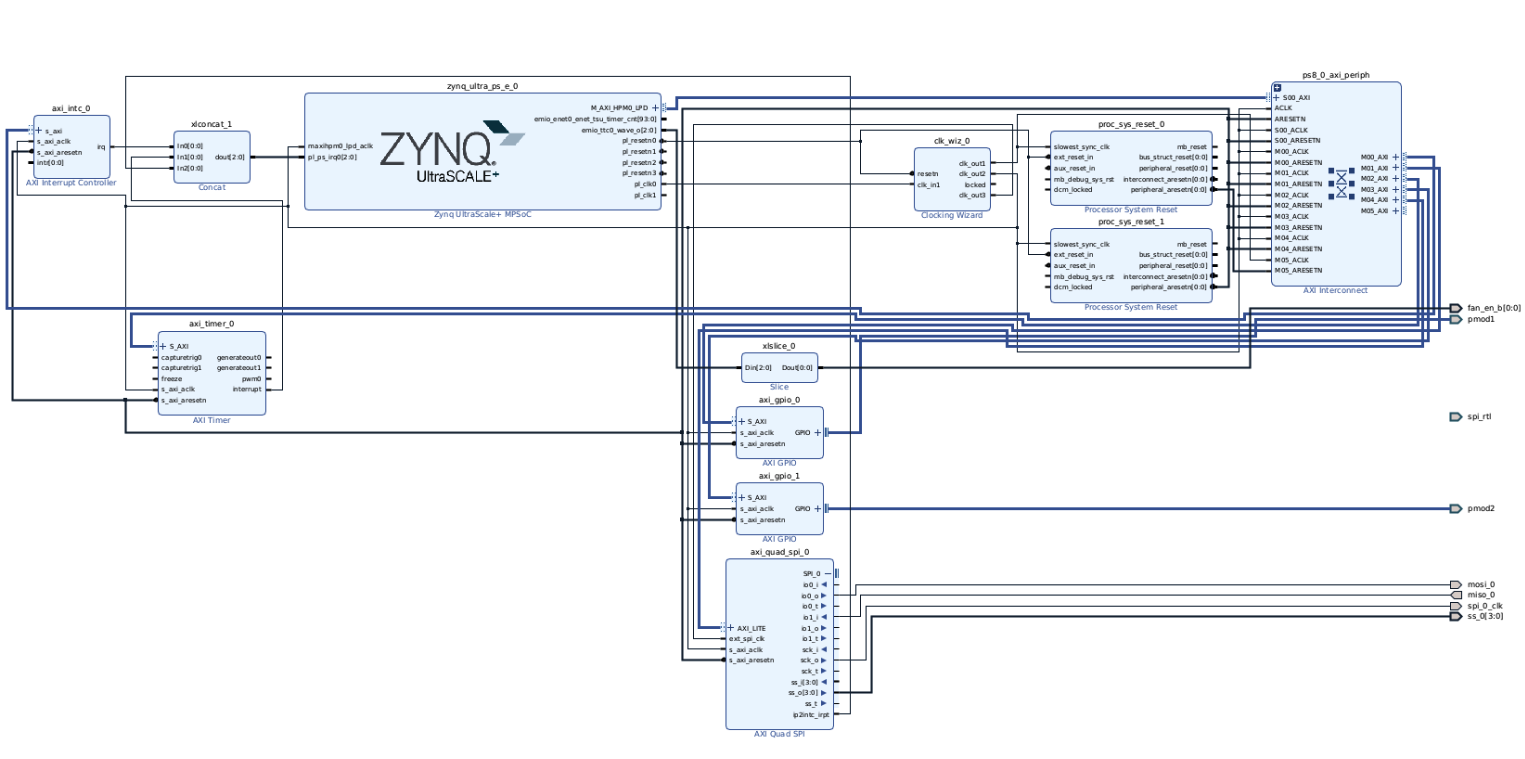 axi_intc_0
s_axi
s_axi_aclk
s_axi_aresetn
intr[0:0]
irq
AXI Interrupt Controller
xlconcat_1
In0[0:0]
In1[0:0]
In2[0:0]
dout[2:0]
Concat
zynq_ultra_ps_e_0
maxihpm0_lpd_aclk
pl_ps_irq0[2:0]
ZYNQ
UltraSCALE+
M_AXI_HPM0_LPD
emio_enet0_enet_tsu_timer_cnt[93:0]
emio_ttc0_wave_o[2:0]
pl_resetn0
pl_resetn1
pl_resetn2
pl_resetn3
pl_clk0
pl_clk1
Zynq UltraScale+ MPSoC
clk_wiz_0
resetn
clk_in1
clk_out1
clk_out2
locked
clk_out3
Clocking Wizard
proc_sys_reset_0
slowest_sync_clk
ext_reset_in
aux_reset_in
mb_debug_sys_rst
dcm_locked
mb_reset
bus_struct_reset[0:0]
peripheral_reset[0:0]
interconnect_aresetn[0:0]
peripheral_aresetn[0:0]
Processor System Reset
proc_sys_reset_1
slowest_sync_clk
ext_reset_in
aux_reset_in
mb_debug_sys_rst
dcm_locked
mb_reset
bus_struct_reset[0:0]
peripheral_reset[0:0]
interconnect_aresetn[0:0]
peripheral_aresetn[0:0]
Processor System Reset
ps8_0_axi_periph
S00_AXI
ACLK
ARESETN
S00_ACLK
S00_ARESETN
M00_ACLK
M00_ARESETN
M01_ACLK
M01_ARESETN
M02_ACLK
M02_ARESETN
M03_ACLK
M03_ARESETN
M04_ACLK
M04_ARESETN
M05_ACLK
M05_ARESETN
M00_AXI
M01_AXI
M02_AXI
M03_AXI
M04_AXI
M05_AXI
AXI Interconnect
axi_timer_0
S_AXI
capturetrig0
capturetrig1
freeze
s_axi_aclk
s_axi_aresetn
generateout0
generateout1
pwm0
interrupt
AXI Timer
xlslice_0
Din[2:0]
Dout[0:0]
Slice
axi_gpio_0
S_AXI
s_axi_aclk
s_axi_aresetn
GPIO
AXI GPIO
axi_gpio_1
S_AXI
s_axi_aclk
s_axi_aresetn
GPIO
AXI GPIO
axi_quad_spi_0
AXI_LITE
ext_spi_clk
s_axi_aclk
s_axi_aresetn
SPI_0
io0_i
io0_o
io0_t
io1_i
io1_o
io1_t
sck_i
sck_o
sck_t
ss_i[3:0]
ss_o[3:0]
ss_t
ip2intc_irpt
AXI Quad SPI
fan_en_b[0:0]
pmod1
spi_rtl
pmod2
mosi_0
miso_0
spi_0_clk
ss_0[3:0]